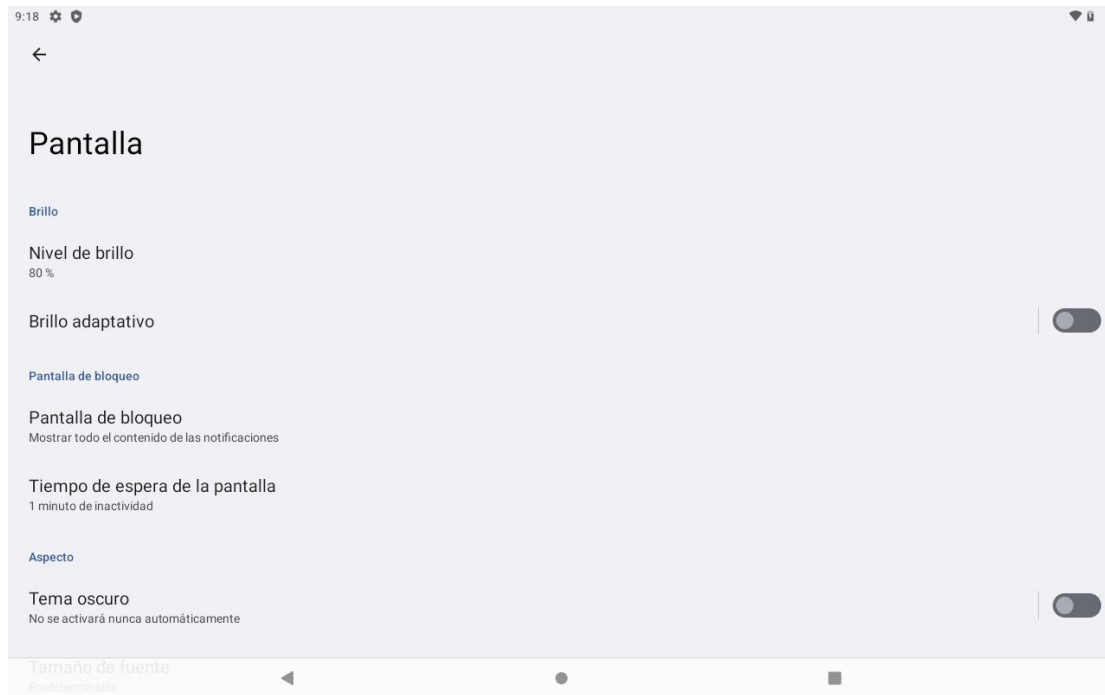 9:18
Pantalla
Brillo
Nivel de brillo
80 %
Brillo adaptativo
Pantalla de bloqueo
Pantalla de bloqueo
Mostrar todo el contenido de las notificaciones
Tiempo de espera de la pantalla
1 minuto de inactividad
Aspecto
Tema oscuro
No se activará nunca automáticamente
Tamaño de fuente
Predeterminado